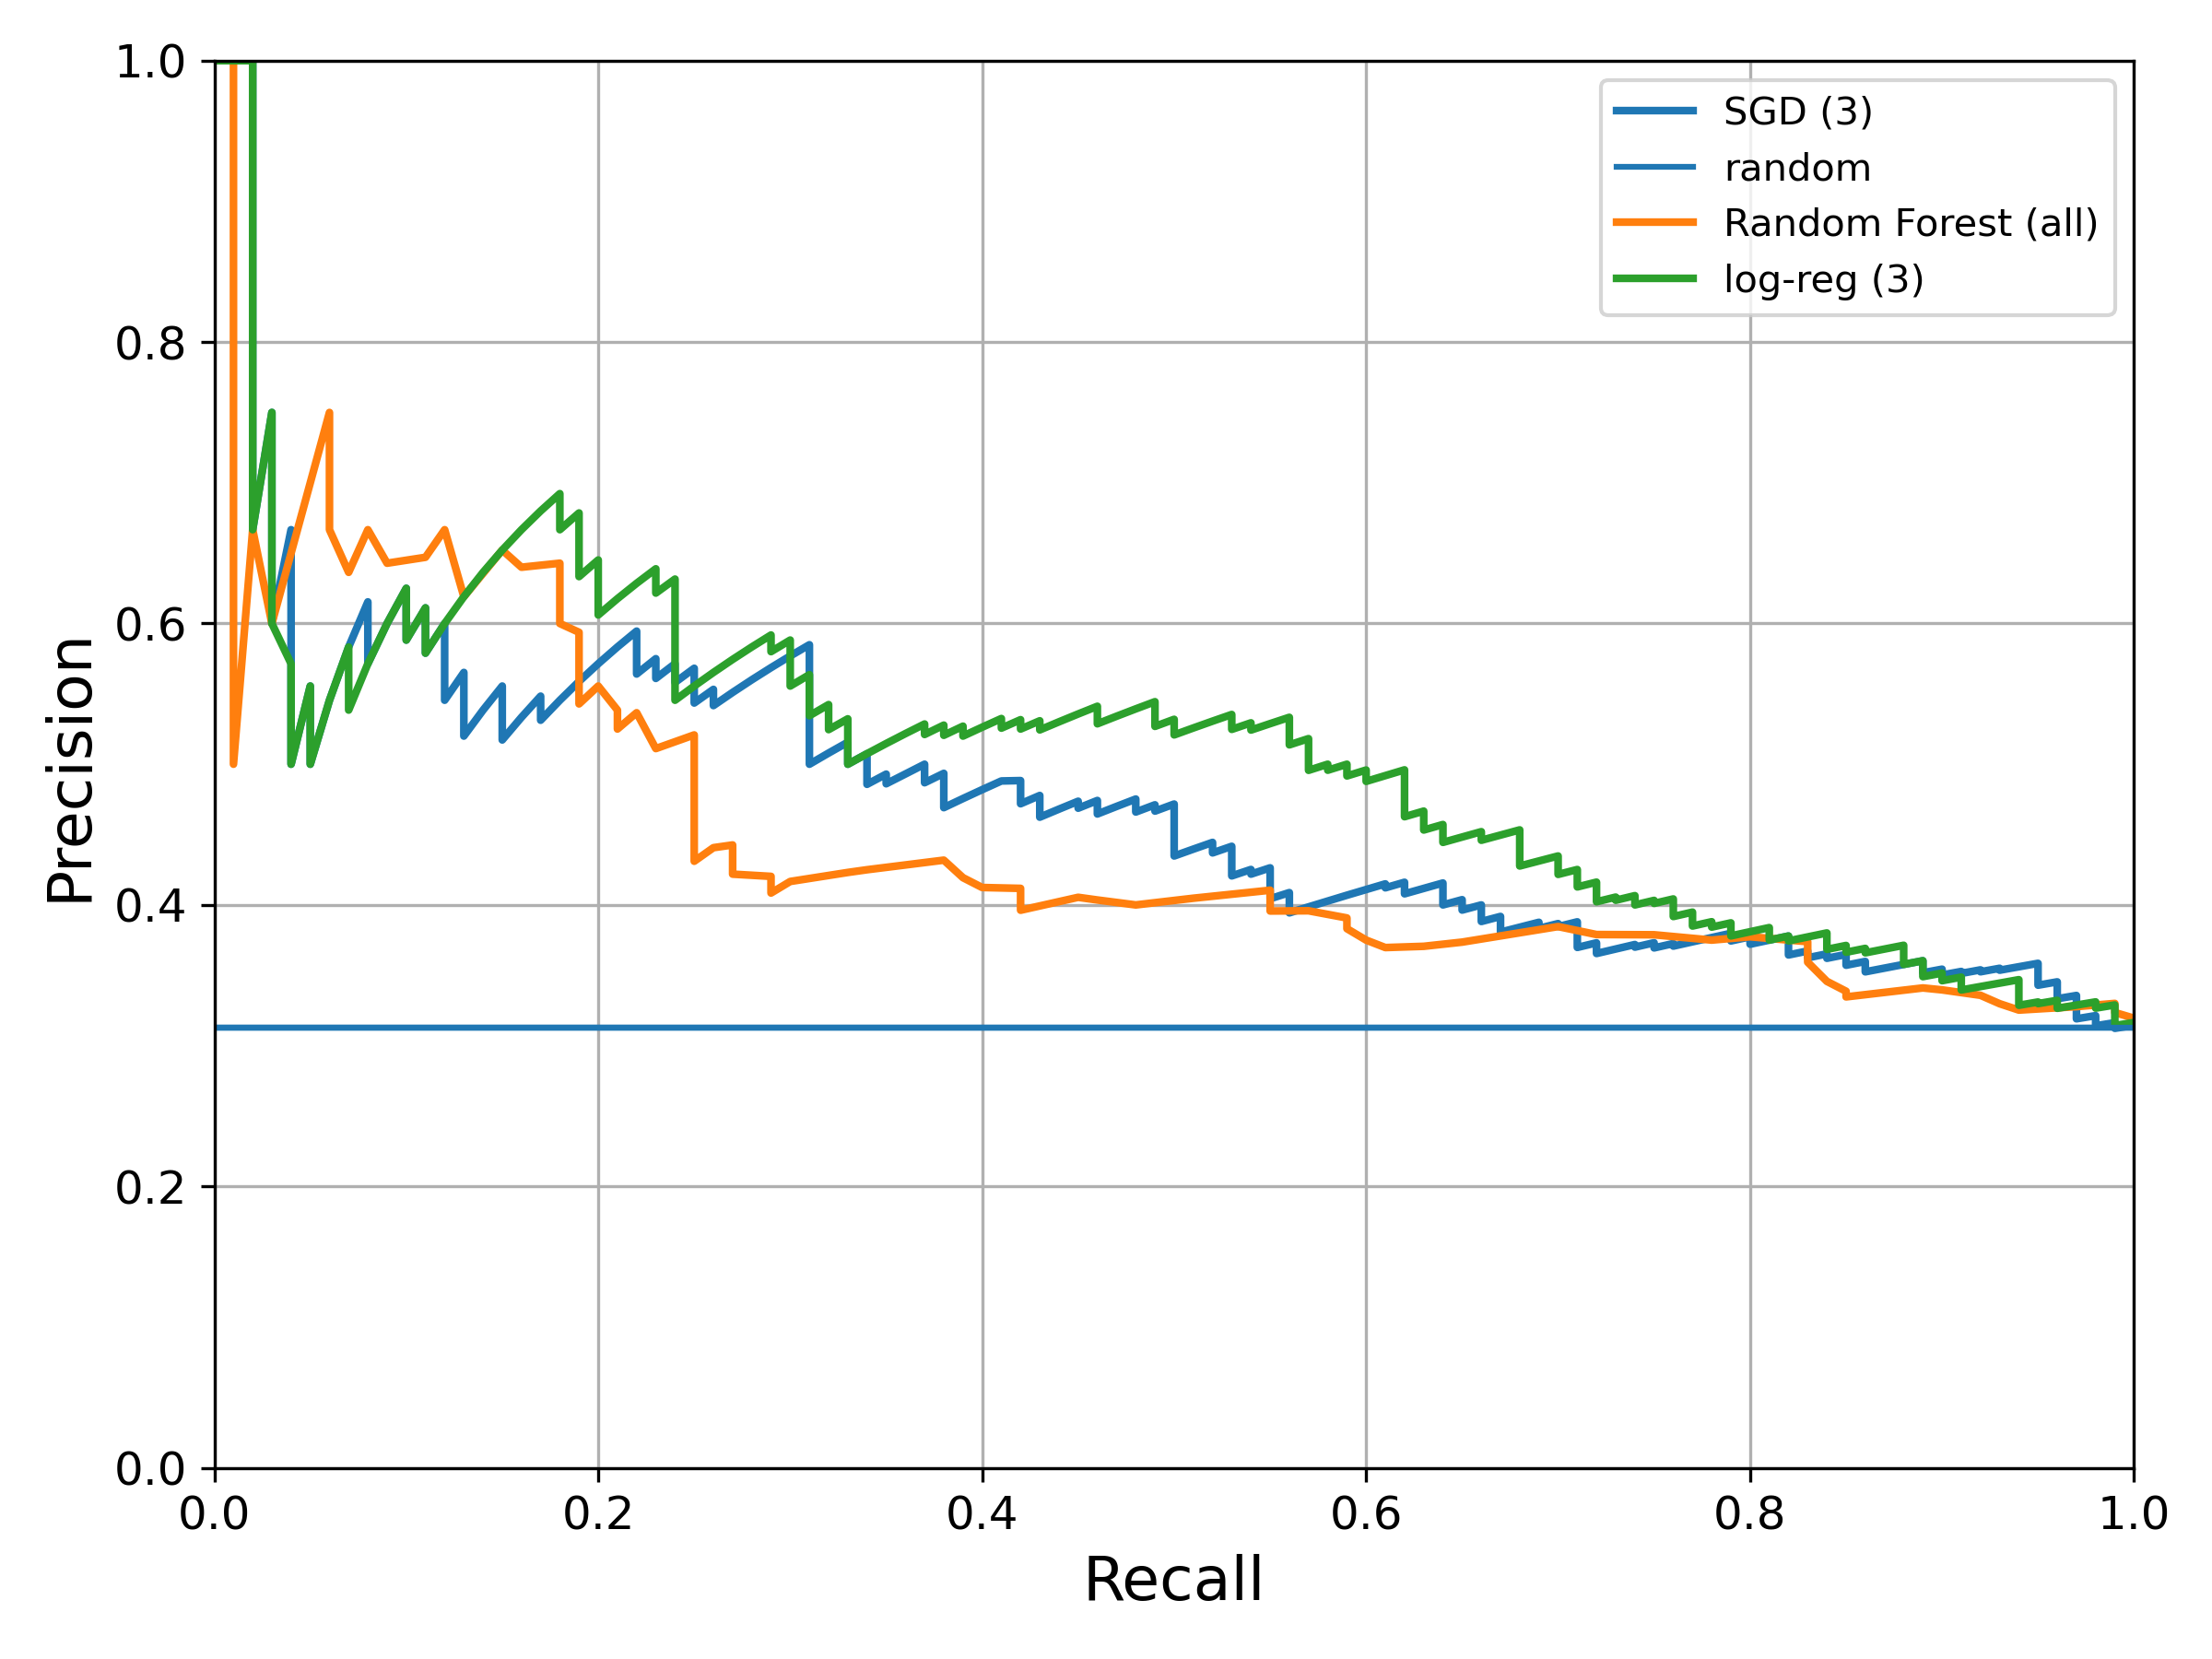 1.0
0.8
0.6
0.4
0.2
0.0
Precision
SGD (3)
random
Random Forest (all)
log-reg (3)
0.0 0.2 0.4 0.6 0.8 1.0
Recall